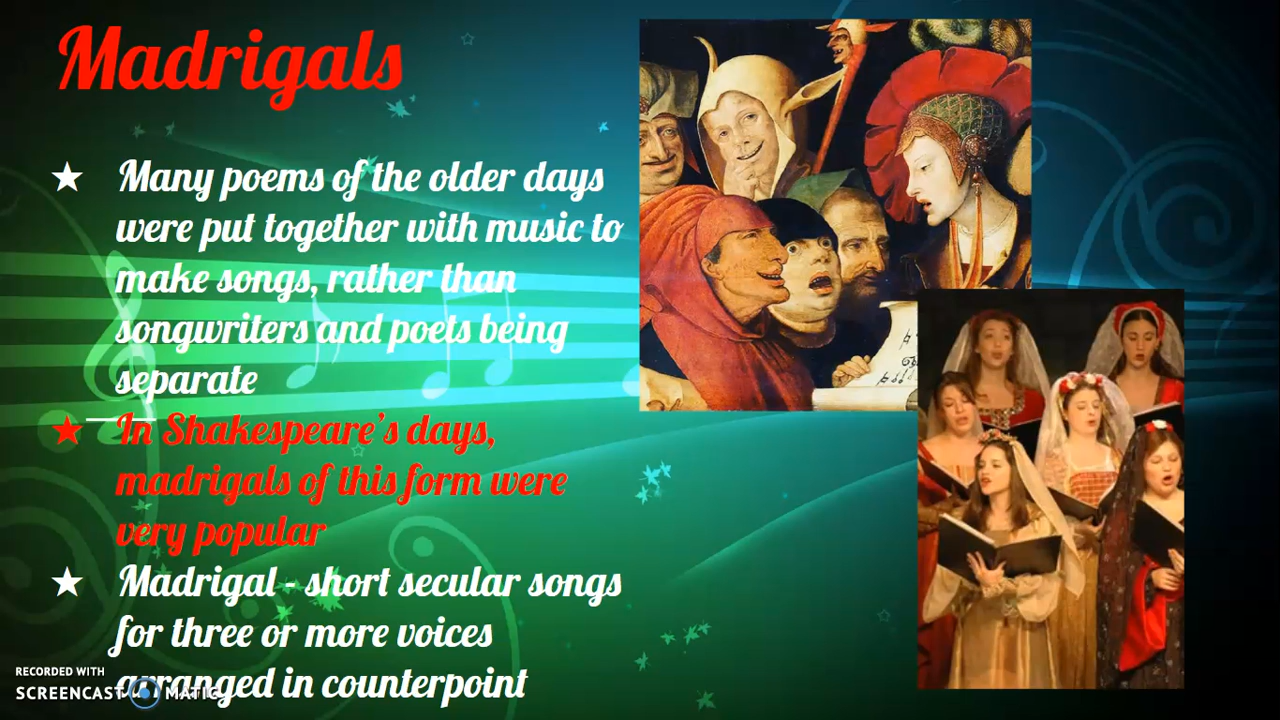 Madrigals
★ Many poems of the older days
were put together with music to
make songs, rather than
songwriters and poets being
separate
★ In Shakespeare's days,
madrigals of this form were
very popular
★ Madrigal - short secular songs
for three or more voices
arranged in counterpoint
RECORDED WITH
SCREENCAST MATIC